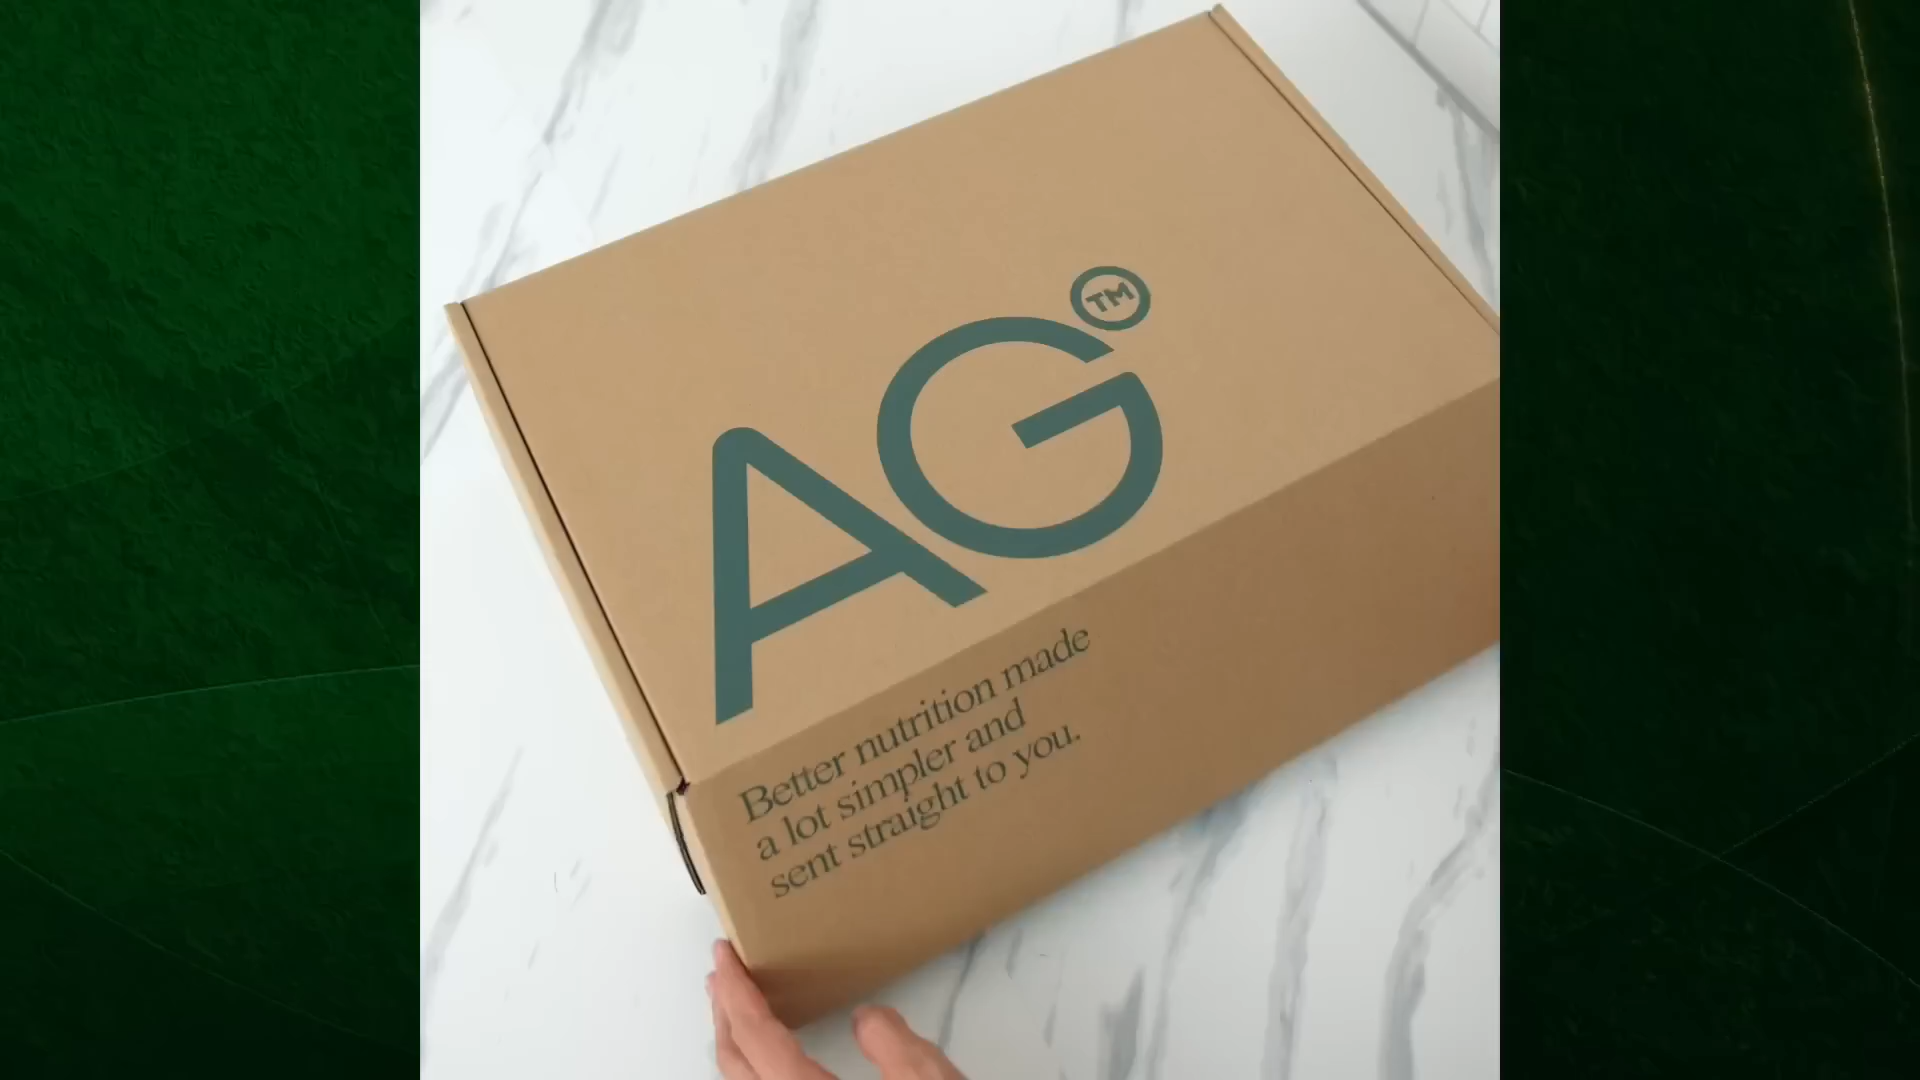 AG
TM
Better nutrition made
a lot simpler and
sent straight to you.